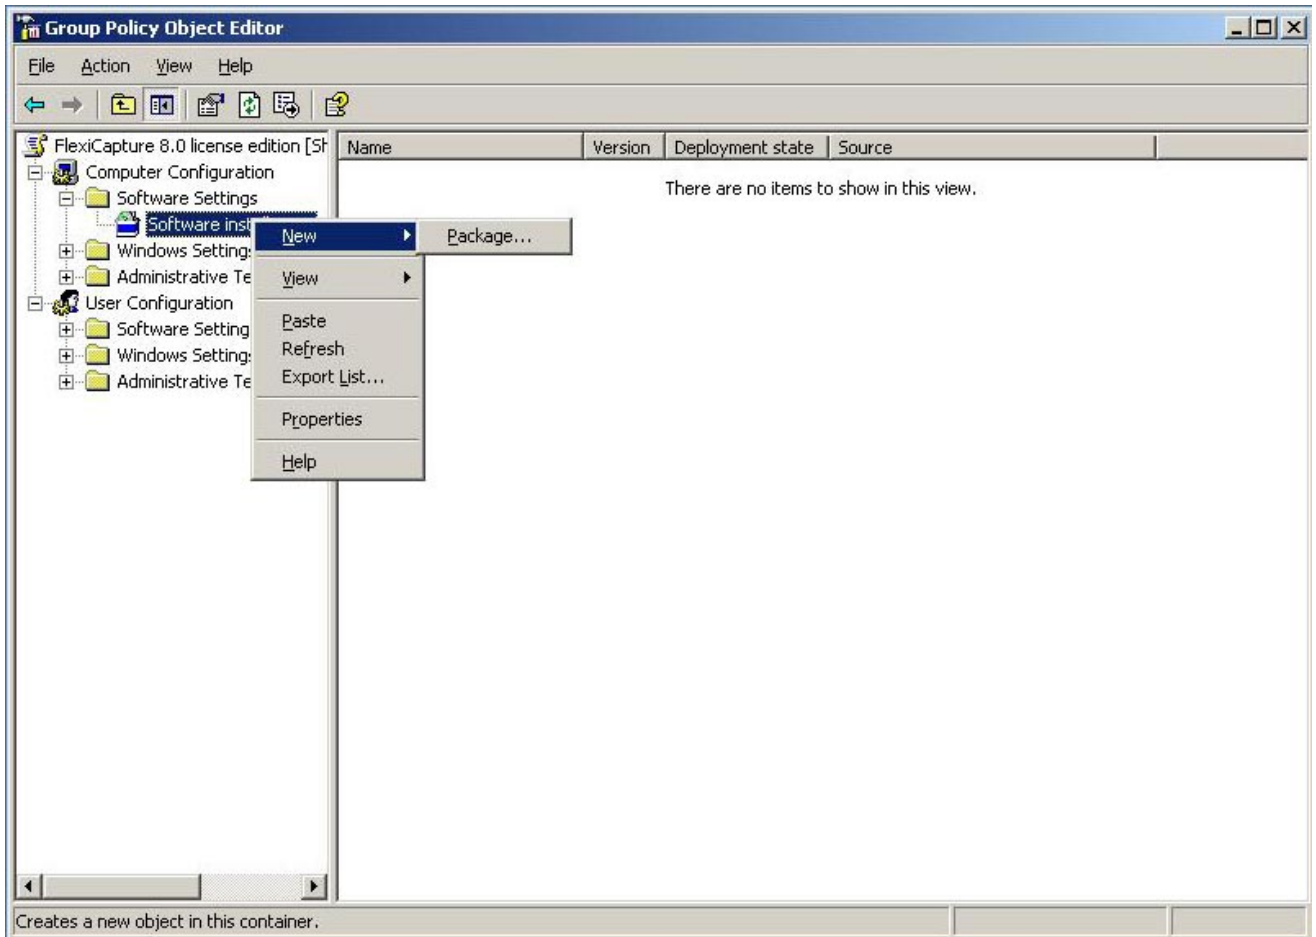 Group Policy Object Editor
File Action View Help
FlexiCapture 8.0 license edition [Sh
Name Version Deployment state Source
Computer Configuration
There are no items to show in this view.
Software Settings
Software inst
New Package...
Windows Setting
Administrative Te
View
User Configuration
Paste
Software Setting
Refresh
Windows Setting
Export List...
Administrative Te
Properties
Help
Creates a new object in this container.